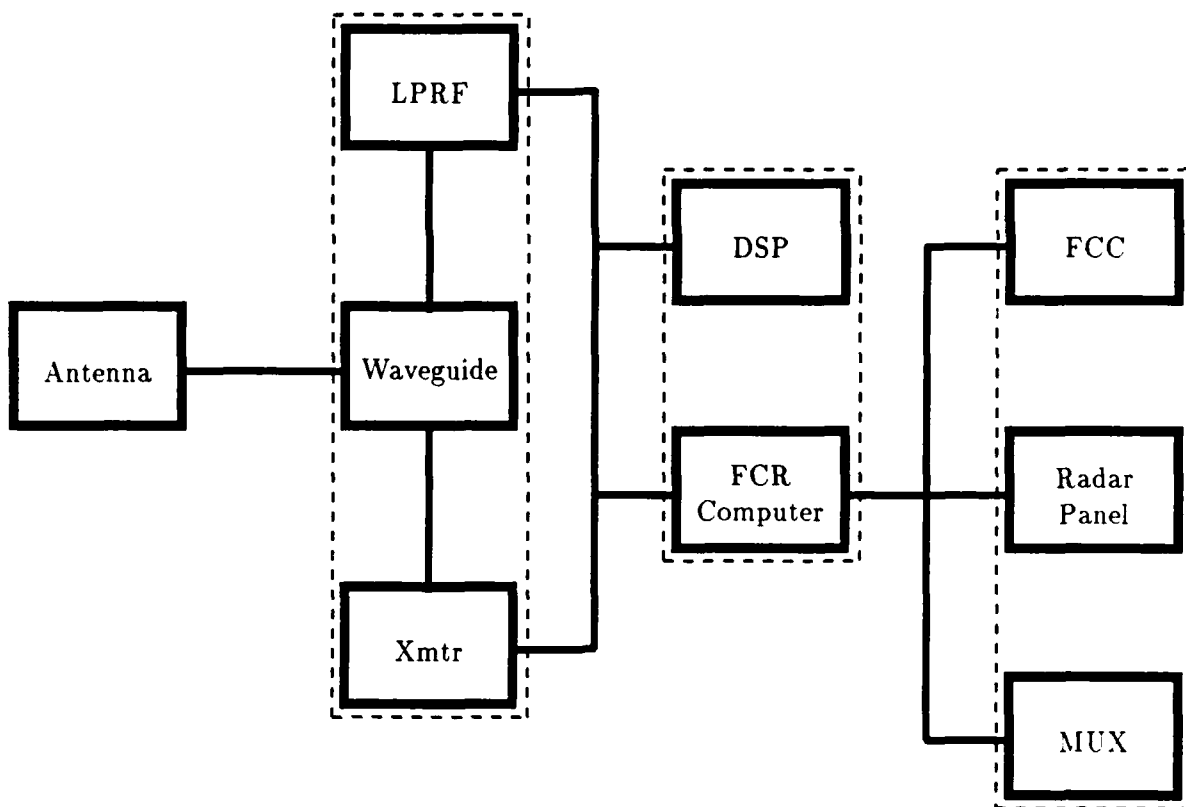 LPRF
DSP
FCC
Antenna
Waveguide
FCR
Computer
Radar
Panel
Xmtr
MUX